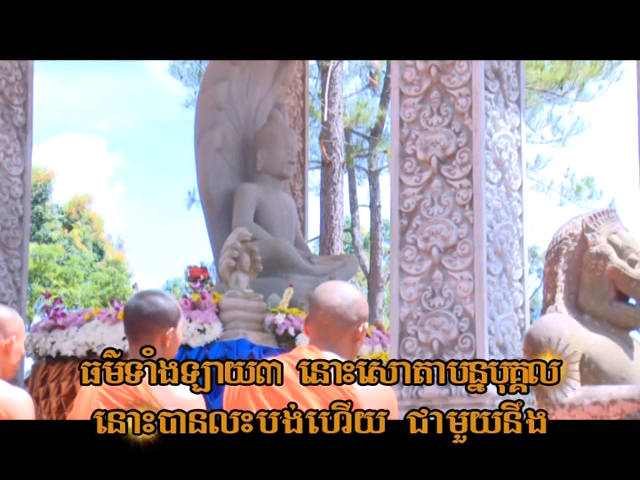 ធម៌ទាំងឡាយ៣ នោះសោតាបន្នបុគ្គល
នោះបានលះបង់ហើយ ជាមួយនឹង